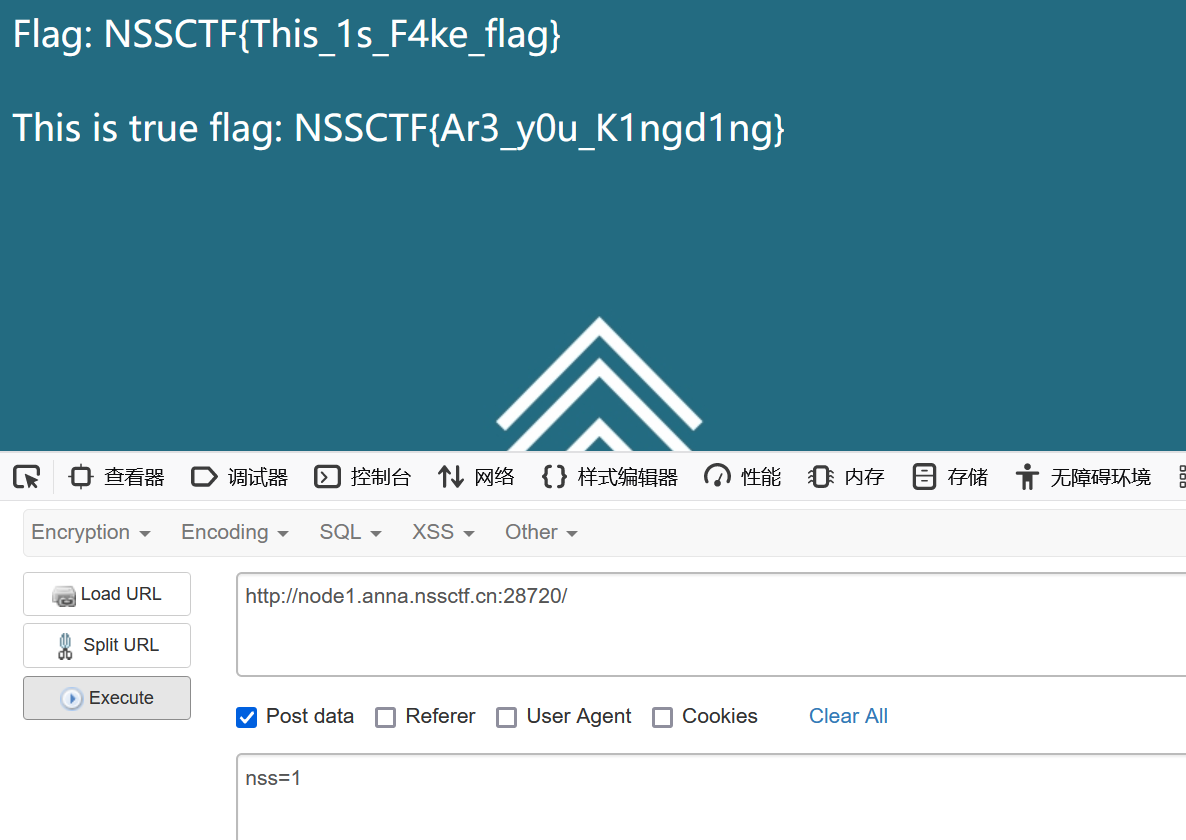 Flag: NSSCTF{This_1s_F4ke_flag}
This is true flag: NSSCTF{Ar3_y0u_K1ngd1ng}
查看器 调试器 控制台 网络 样式编辑器 性能 内存 存储 无障碍环境
Encryption Encoding SQL XSS Other
Load URL
http://node1.anna.nssctf.cn:28720/
Split URL
Execute
Post data Referer User Agent Cookies Clear All
nss=1